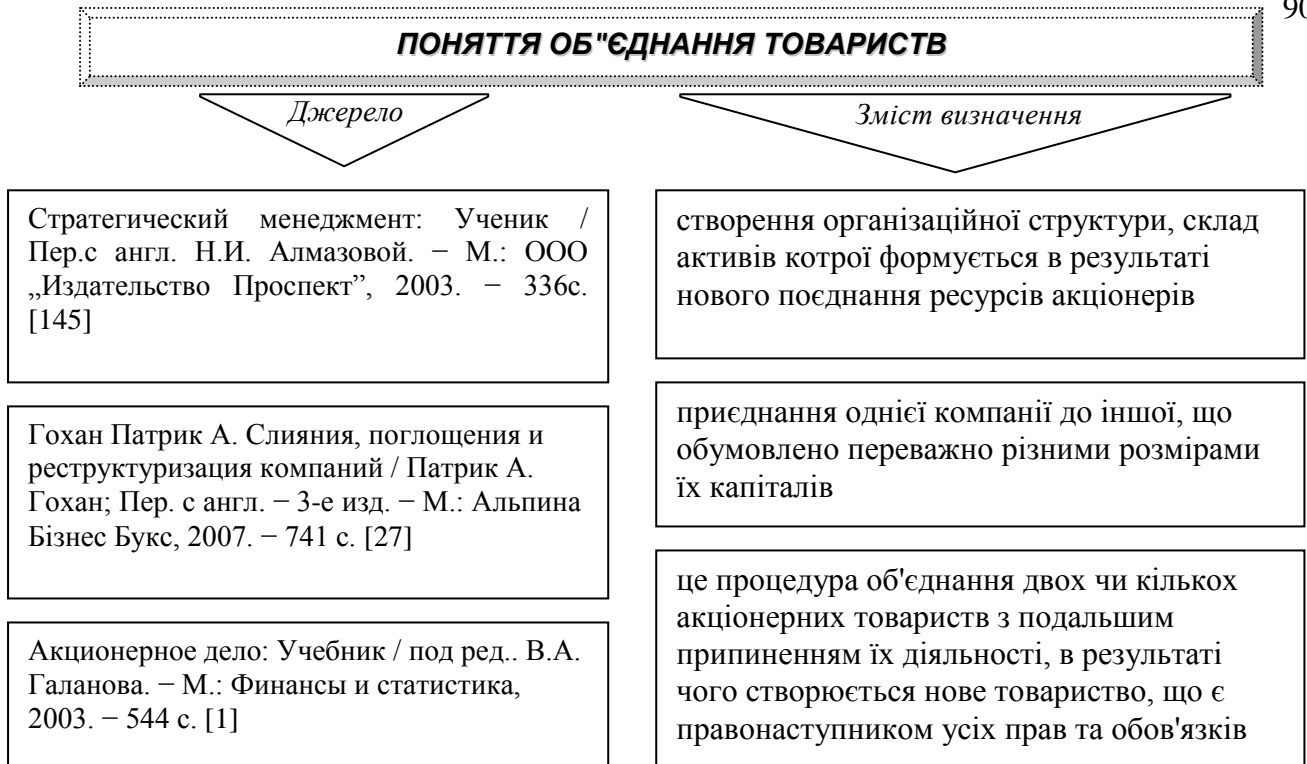 90
ПОНЯТТЯ ОБ"ЄДНАННЯ ТОВАРИСТВ
Джерело
Зміст визначення
Стратегический менеджмент: Ученик /
Пер.с англ. Н.И. Алмазовой. − М.: ООО
„Издательство Проспект”, 2003. − 336с.
[145]
створення організаційної структури, склад
активів котрої формується в результаті
нового поєднання ресурсів акціонерів
Гохан Патрик А. Слияния, поглощения и
реструктуризация компаний / Патрик А.
Гохан; Пер. с англ. − 3-е изд. − М.: Альпина
Бізнес Букс, 2007. − 741 с. [27]
приєднання однієї компанії до іншої, що
обумовлено переважно різними розмірами
їх капіталів
Акционерное дело: Учебник / под ред.. В.А.
Галанова. − М.: Финансы и статистика,
2003. − 544 с. [1]
це процедура об'єднання двох чи кількох
акціонерних товариств з подальшим
припиненням їх діяльності, в результаті
чого створюється нове товариство, що є
правонаступником усіх прав та обов'язків